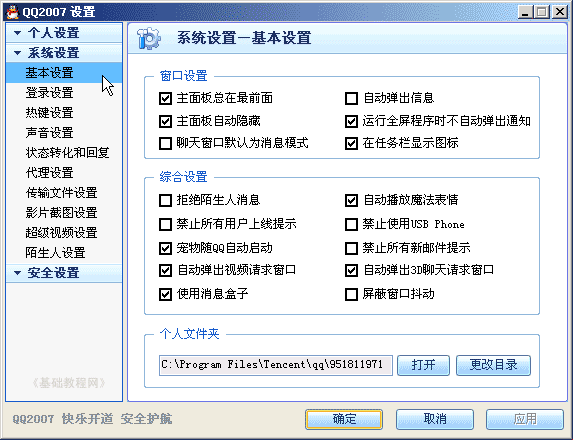 QQ2007 设置
个人设置
系统设置
基本设置
登录设置
热键设置
声音设置
状态转化和回复
代理设置
传输文件设置
影片截图设置
超级视频设置
陌生人设置
安全设置
《基础教程网》
系统设置—基本设置
窗口设置
主面板总在最前面
自动弹出信息
主面板自动隐藏
运行全屏程序时不自动弹出通知
聊天窗口默认为消息模式
在任务栏显示图标
综合设置
拒绝陌生人消息
自动播放魔法表情
禁止所有用户上线提示
禁止使用USB Phone
宠物随QQ自动启动
禁止所有新邮件提示
自动弹出视频请求窗口
自动弹出3D聊天请求窗口
使用消息盒子
屏蔽窗口抖动
个人文件夹
C:\Program Files\Tencent\qq\951811971
打开
更改目录
QQ2007 快乐开道 安全护航
确定
取消
应用